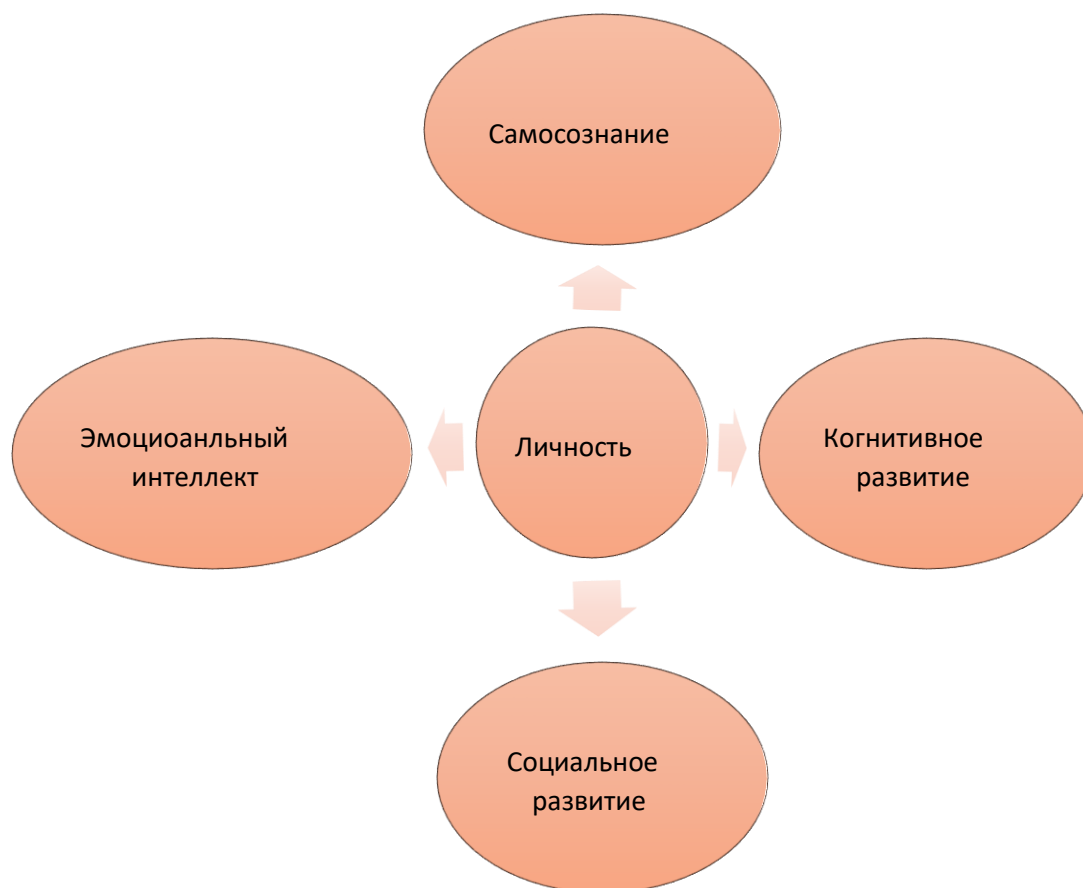 Самосознание
Эмоциоанльный
интеллект
Личность
Когнитивное
развитие
Социальное
развитие